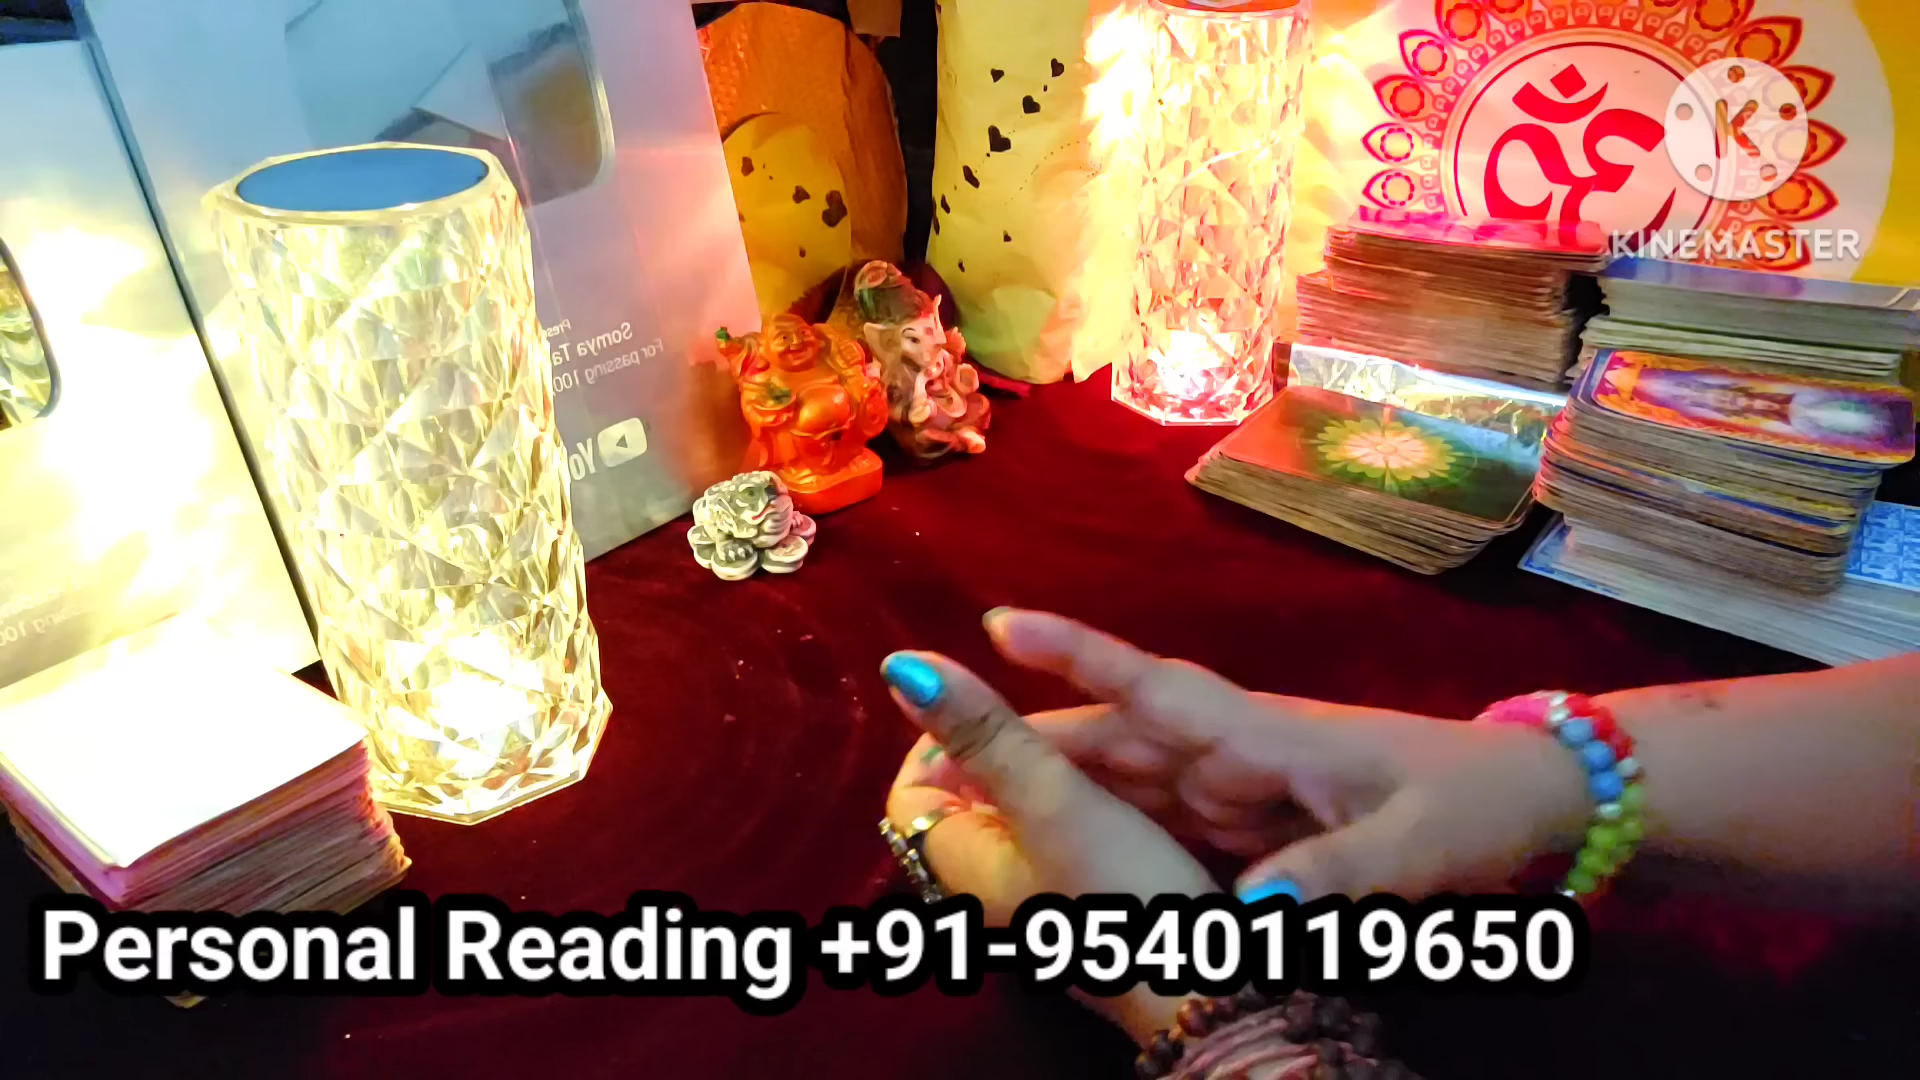 K
KINEMASTER
Somya Ta
For passing 100
Personal Reading +91-9540119650